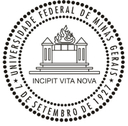 UNIVERSIDADE FEDERAL DE MINAS GERAIS
INCIPIT VITA NOVA
7 DE SETEMBRO DE 1927